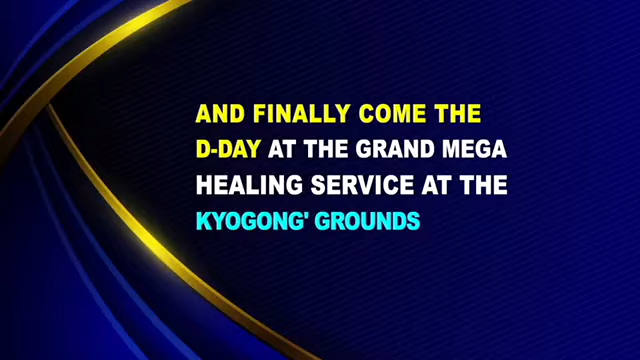 AND FINALLY COME THE
D-DAY AT THE GRAND MEGA
HEALING SERVICE AT THE
KYOGONG' GROUNDS